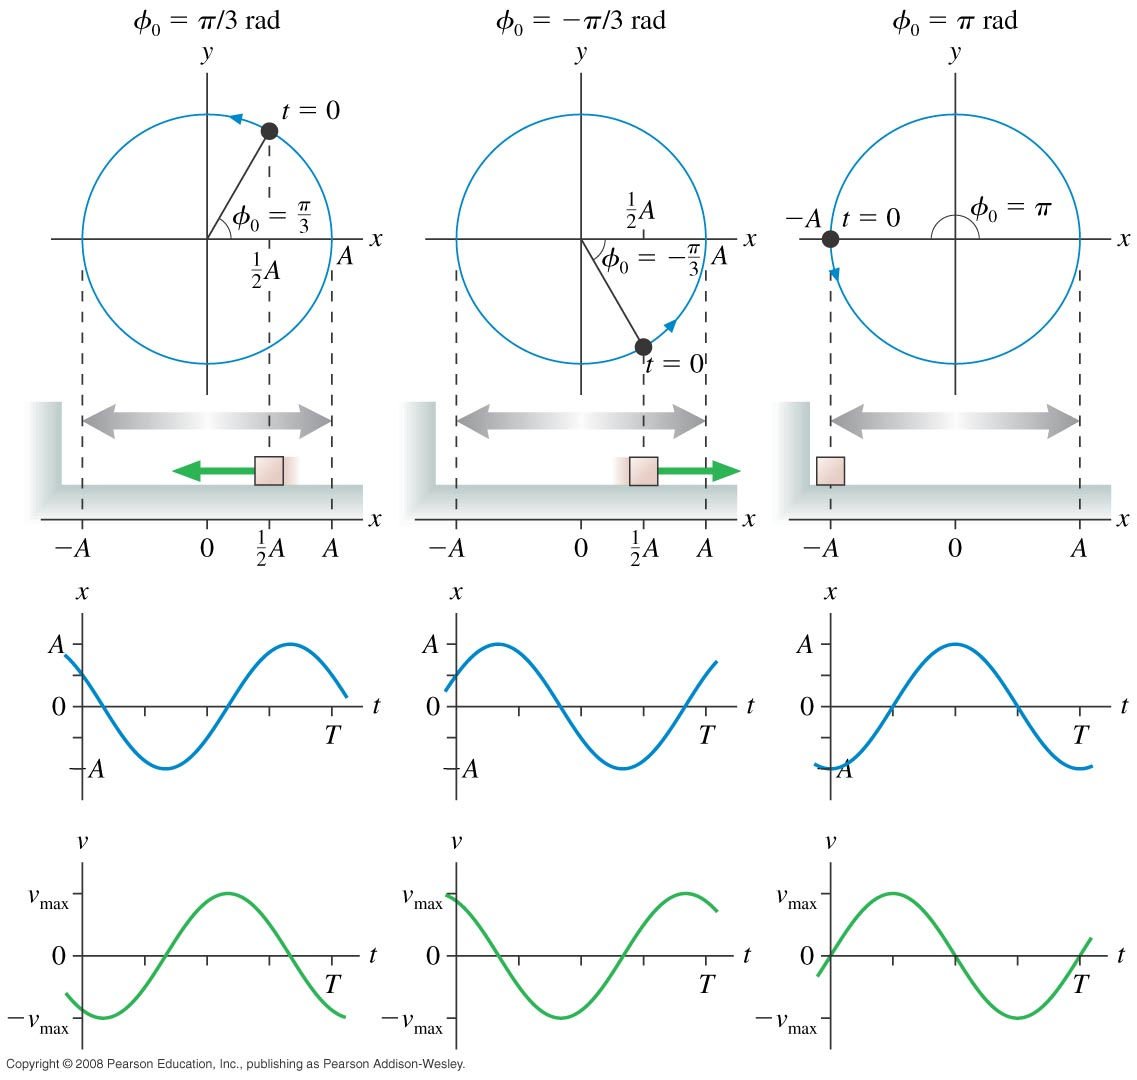 ϕ₀ = π/3 rad
ϕ₀ = −π/3 rad
ϕ₀ = π rad
y
y
y
t = 0
ϕ₀ = π/3
x
½A
A
½A
x
ϕ₀ = −π/3
A
t = 0
−A
t = 0
ϕ₀ = π
x
x
−A
0
½A
A
x
−A
0
½A
A
x
−A
0
A
x
A
0
t
T
−A
x
A
0
t
T
−A
x
A
0
t
T
−A
v
vmax
0
t
T
−vmax
v
vmax
0
t
T
−vmax
v
vmax
0
t
T
−vmax
Copyright © 2008 Pearson Education, Inc., publishing as Pearson Addison-Wesley.